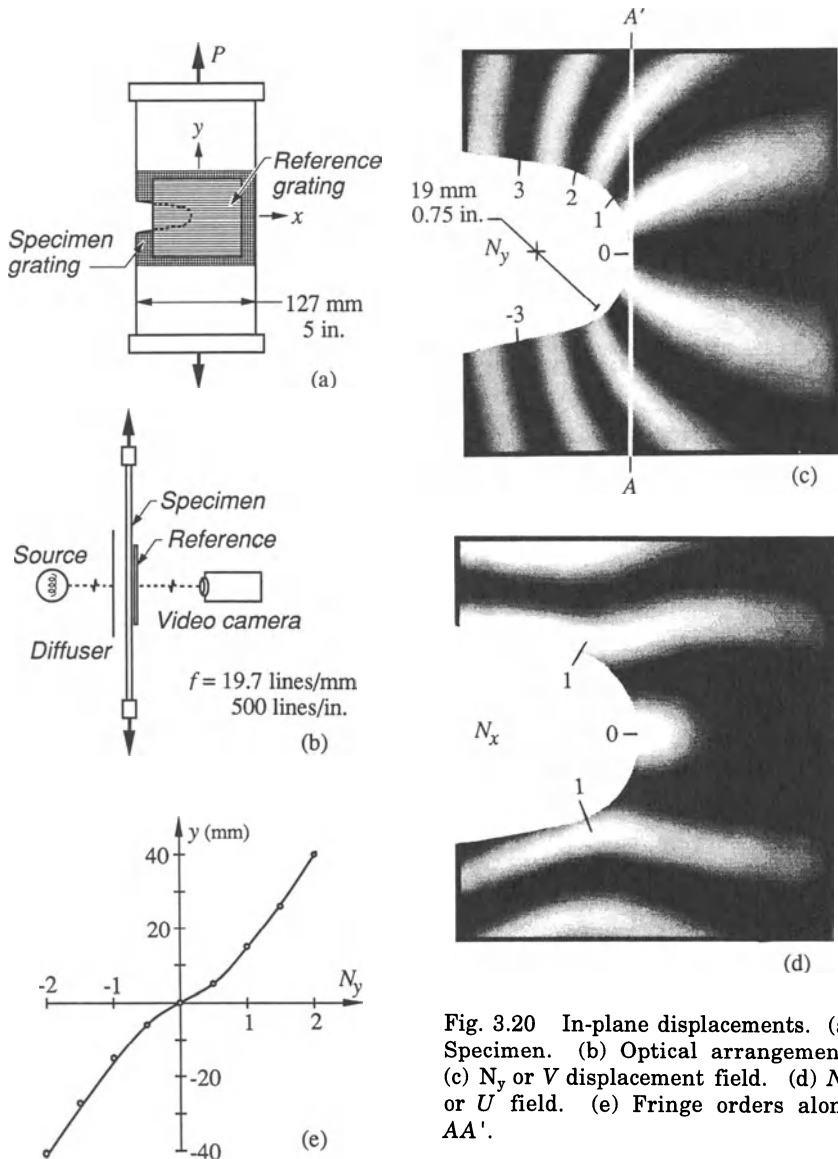 P
y
Reference
grating
x
Specimen
grating
127 mm
5 in.
(a)
Specimen
Reference
Source
Video camera
Diffuser
f = 19.7 lines/mm
500 lines/in.
(b)
A'
19 mm
0.75 in.
3
2
1
N_y
0
-3
A
(c)
1
N_x
0
1
(d)
y (mm)
40
20
-2
-1
N_y
1
2
-20
-40
(e)
Fig. 3.20 In-plane displacements. (a
Specimen. (b) Optical arrangemen
(c) N_y or V displacement field. (d) N
or U field. (e) Fringe orders alon
AA'.